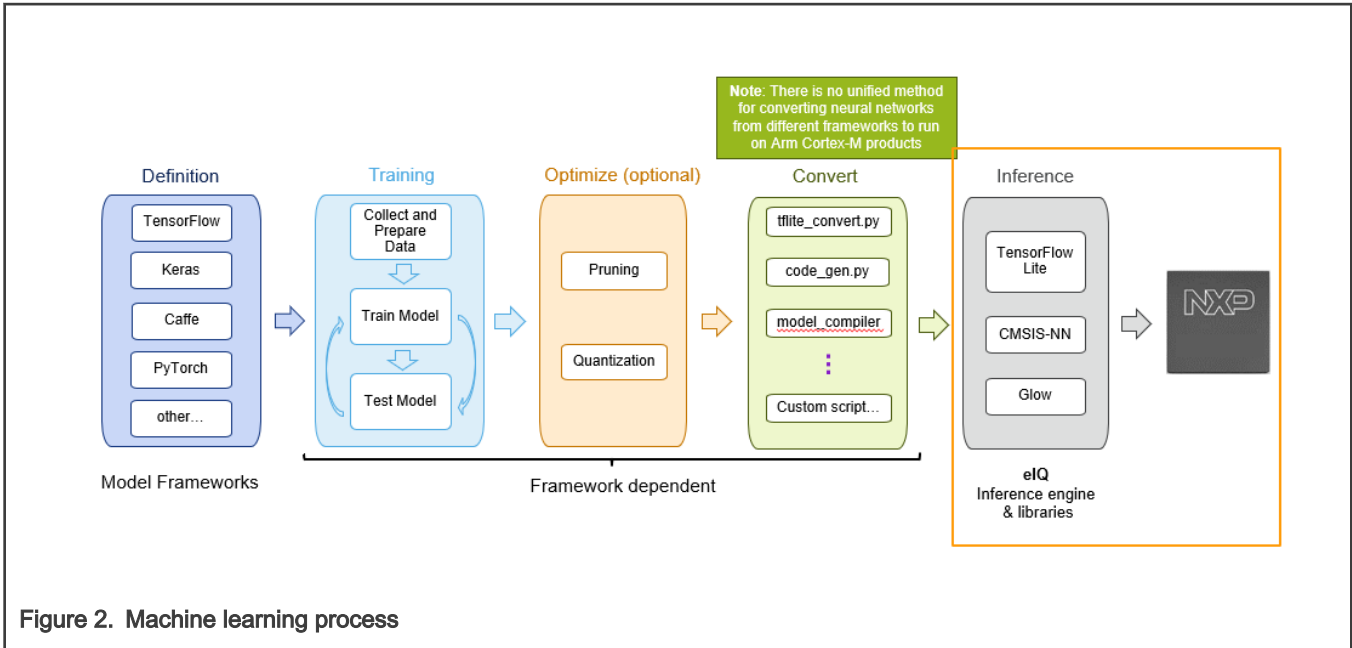 Note: There is no unified method
for converting neural networks
from different frameworks to run
on Arm Cortex-M products
Definition
Training
Optimize (optional)
Convert
Inference
TensorFlow
Keras
Caffe
PyTorch
other...
Collect and
Prepare
Data
Train Model
Test Model
Pruning
Quantization
tflite_convert.py
code_gen.py
model_compiler
⋮
Custom script...
TensorFlow
Lite
CMSIS-NN
Glow
NXP
Model Frameworks
Framework dependent
eIQ
Inference engine
& libraries
Figure 2. Machine learning process